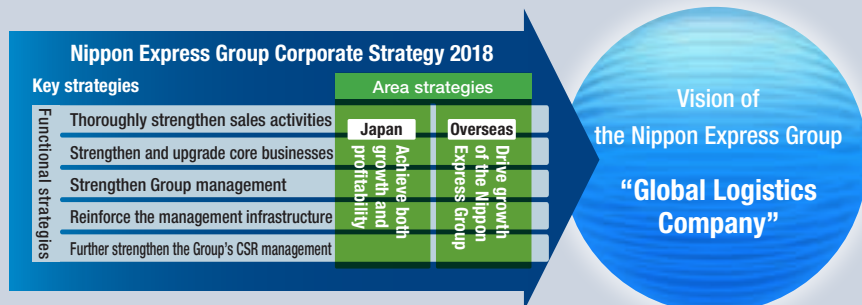 Nippon Express Group Corporate Strategy 2018
Key strategies
Area strategies
Functional strategies
Thoroughly strengthen sales activities
Strengthen and upgrade core businesses
Strengthen Group management
Reinforce the management infrastructure
Further strengthen the Group's CSR management
Japan
Achieve both
growth and
profitability
Overseas
Drive growth
of the Nippon
Express Group
Vision of
the Nippon Express Group
“Global Logistics
Company”